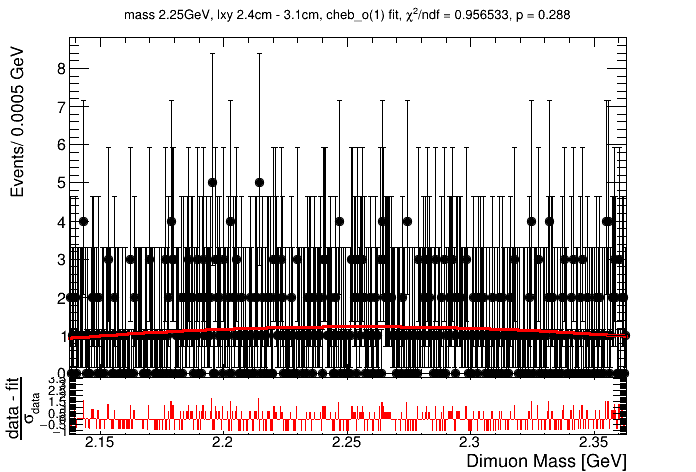 mass 2.25GeV, lxy 2.4cm - 3.1cm, cheb_o(1) fit, χ²/ndf = 0.956533, p = 0.288
Events/ 0.0005 GeV
8
7
6
5
4
3
2
1
0
data - fit
σdata
2.15 2.2 2.25 2.3 2.35
Dimuon Mass [GeV]